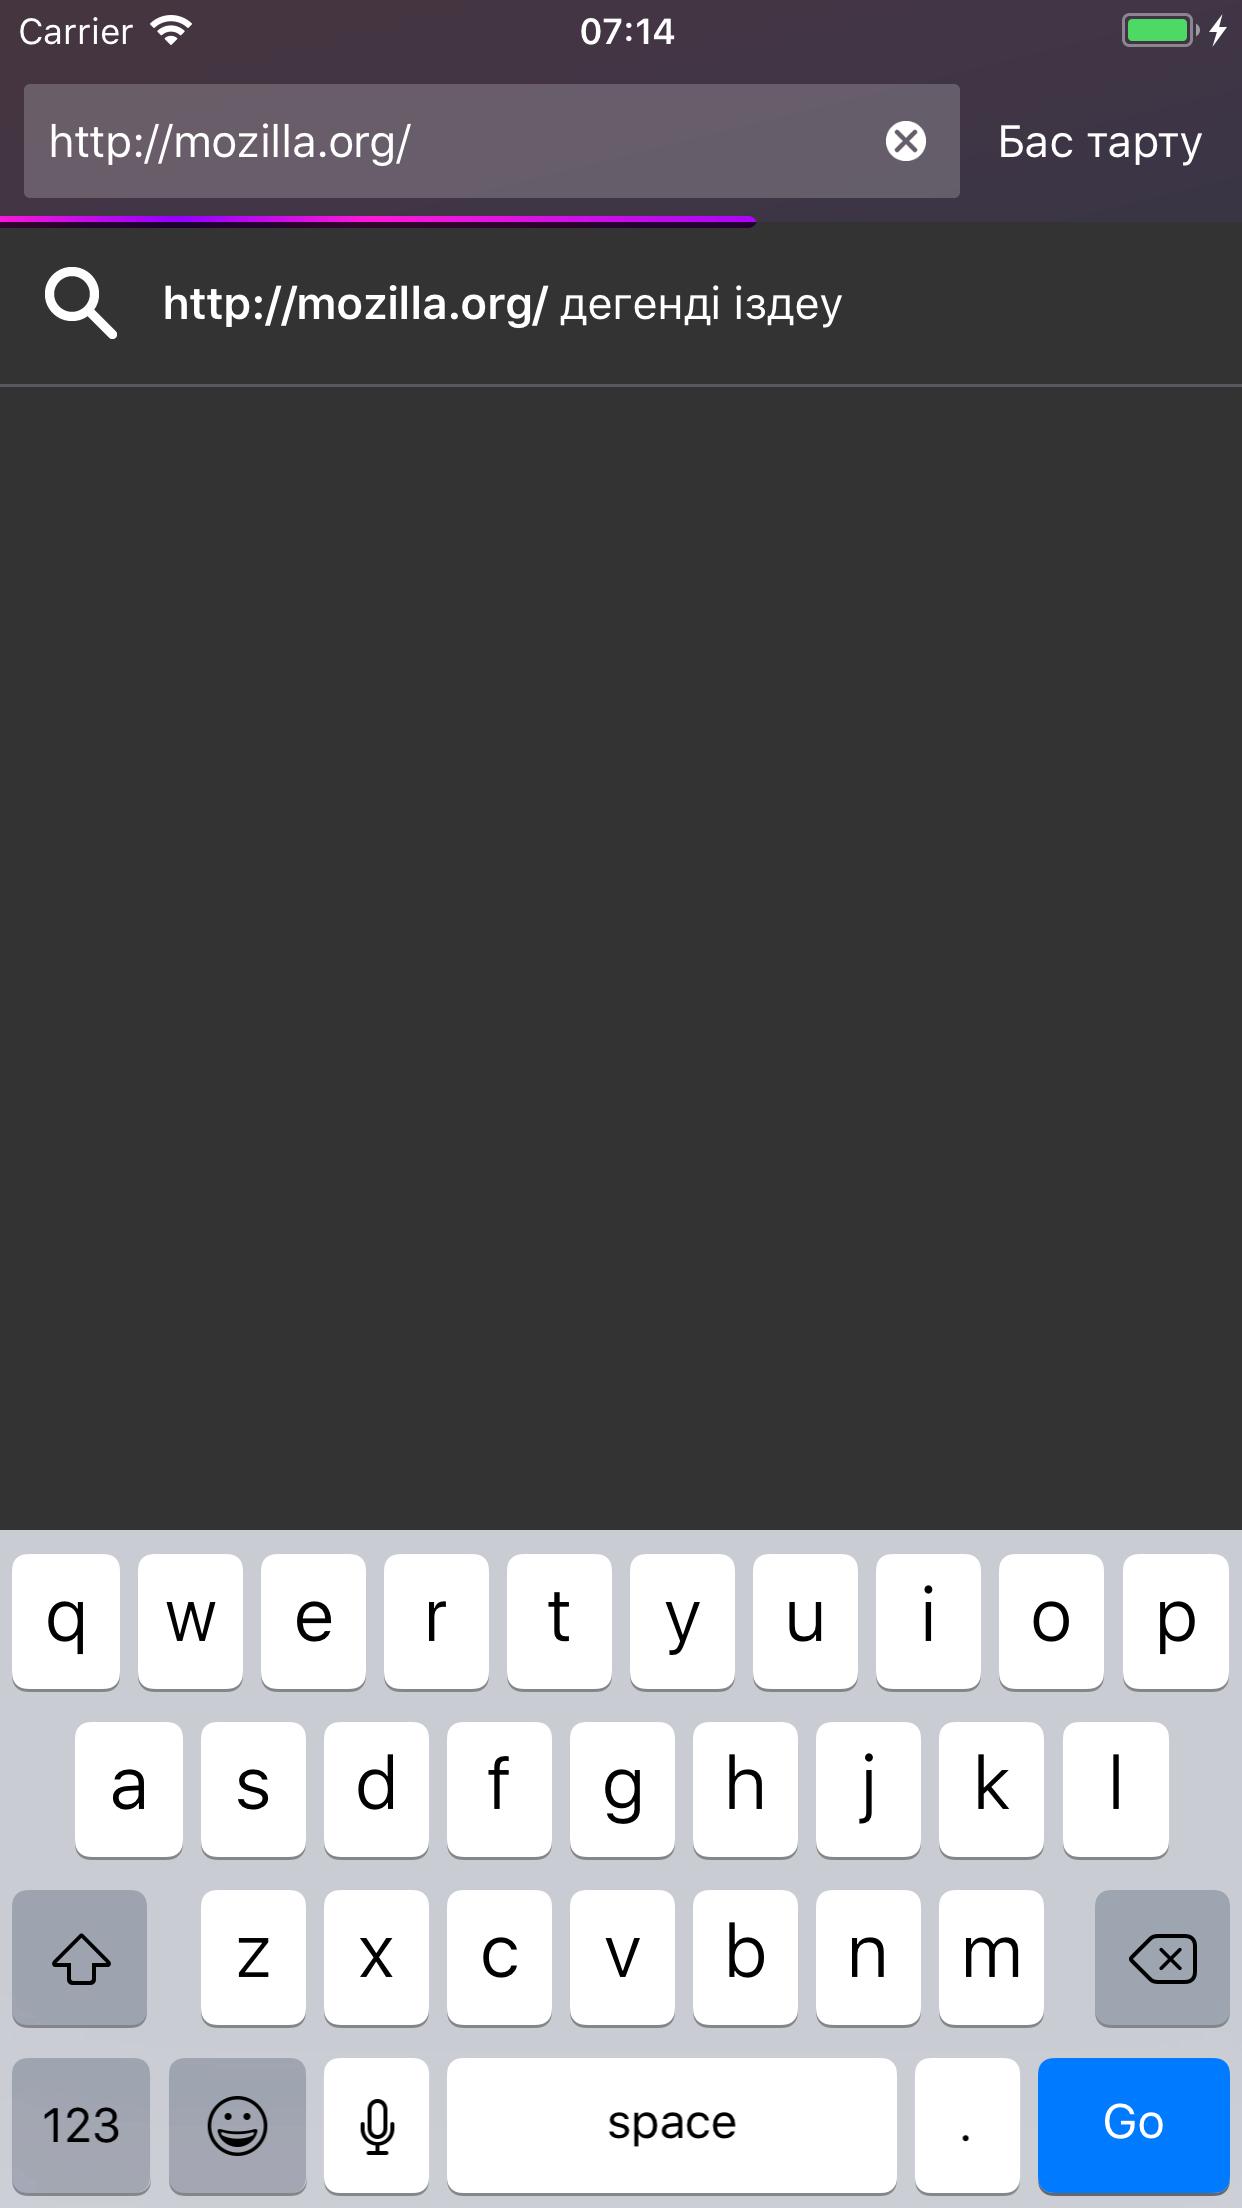 Carrier 07:14
http://mozilla.org/ Бас тарту
http://mozilla.org/ дегенді іздеу
q w e r t y u i o p
a s d f g h j k l
z x c v b n m
123 space . Go